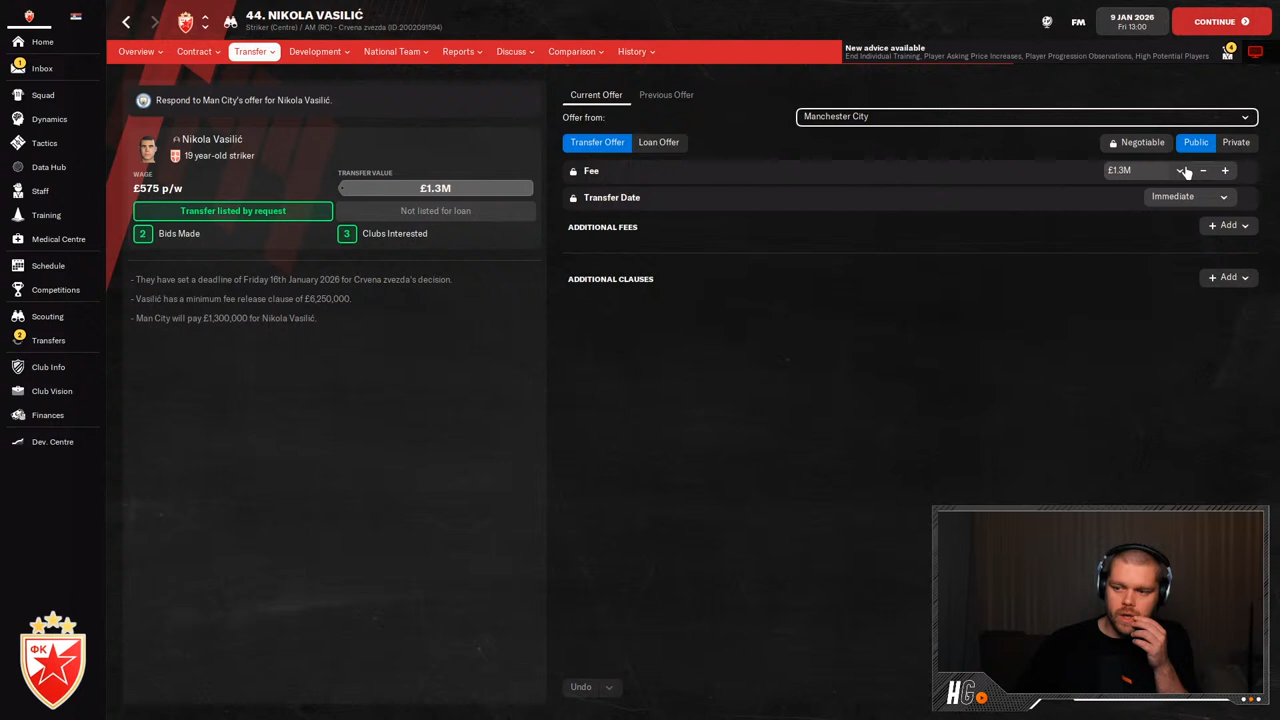 44. NIKOLA VASILIĆ
Striker (Centre) / AM (RC) - Crvena zvezda (ID:2002091594)
FM
9 JAN 2026
Fri 13:00
CONTINUE
Overview
Contract
Transfer
Development
National Team
Reports
Discuss
Comparison
History
New advice available
End Individual Training, Player Asking Price Increases, Player Progression Observations, High Potential Players
4
Home
1
Inbox
Squad
Dynamics
Tactics
Data Hub
Staff
Training
Medical Centre
Schedule
Competitions
Scouting
2
Transfers
Club Info
Club Vision
Finances
Dev. Centre
ФК
Respond to Man City's offer for Nikola Vasilić.
Nikola Vasilić
19 year-old striker
WAGE
£575 p/w
TRANSFER VALUE
£1.3M
Transfer listed by request
Not listed for loan
2 Bids Made
3 Clubs Interested
- They have set a deadline of Friday 16th January 2026 for Crvena zvezda's decision.
- Vasilić has a minimum fee release clause of £6,250,000.
- Man City will pay £1,300,000 for Nikola Vasilić.
Current Offer
Previous Offer
Offer from:
Manchester City
Transfer Offer
Loan Offer
Negotiable
Public
Private
Fee
£1.3M
Transfer Date
Immediate
ADDITIONAL FEES
+ Add
ADDITIONAL CLAUSES
+ Add
Undo
HG